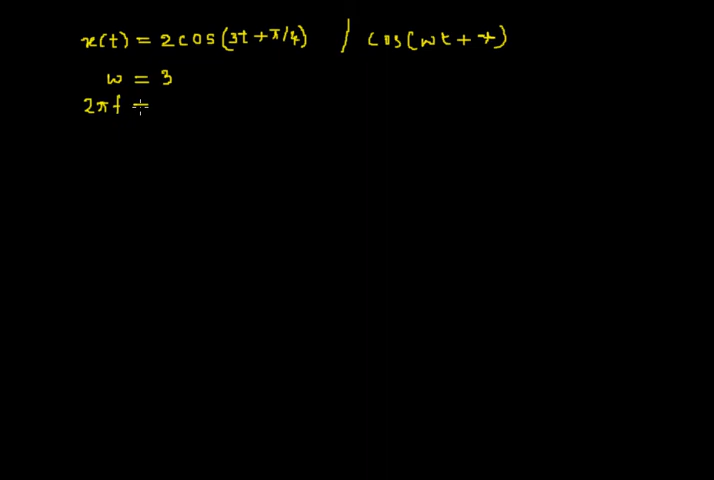 x(t) = 2cos(3t + π/4) / cos(wt + φ)
w = 3
2πf =